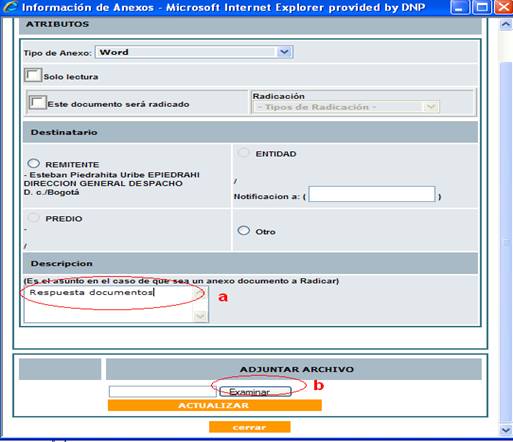 Información de Anexos - Microsoft Internet Explorer provided by DNP
ATRIBUTOS
Tipo de Anexo: Word
Solo lectura
Este documento será radicado
Radicación
- Tipos de Radicación -
Destinatario
REMITENTE
- Esteban Piedrahita Uribe EPIEDRAHI
DIRECCION GENERAL DESPACHO
D. c./Bogotá
ENTIDAD
/
Notificacion a: ( )
PREDIO
-
/
Otro
Descripcion
(Es el asunto en el caso de que sea un anexo documento a Radicar)
Respuesta documentos
a
ADJUNTAR ARCHIVO
Examinar
b
ACTUALIZAR
cerrar